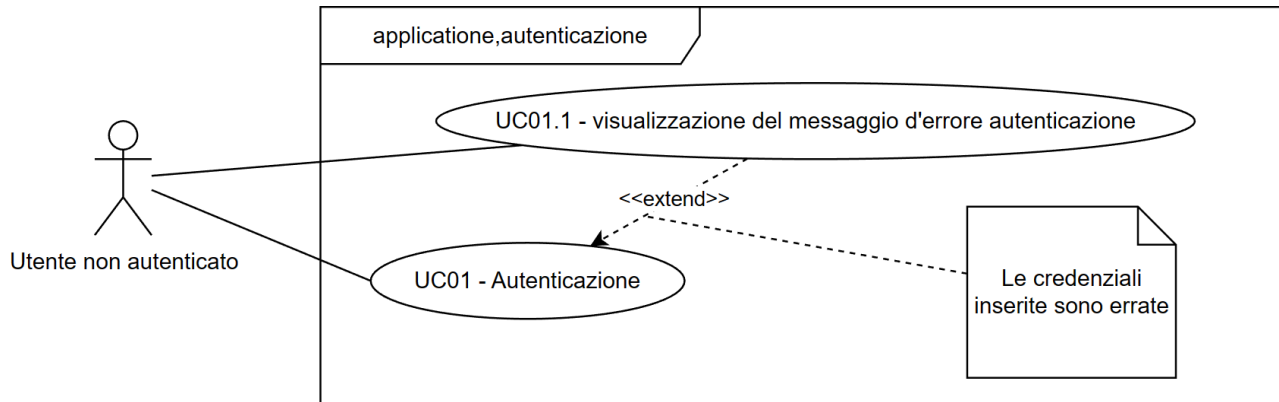 applicatione,autenticazione
UC01.1 - visualizzazione del messaggio d'errore autenticazione
<<extend>>
Utente non autenticato
UC01 - Autenticazione
Le credenziali
inserite sono errate